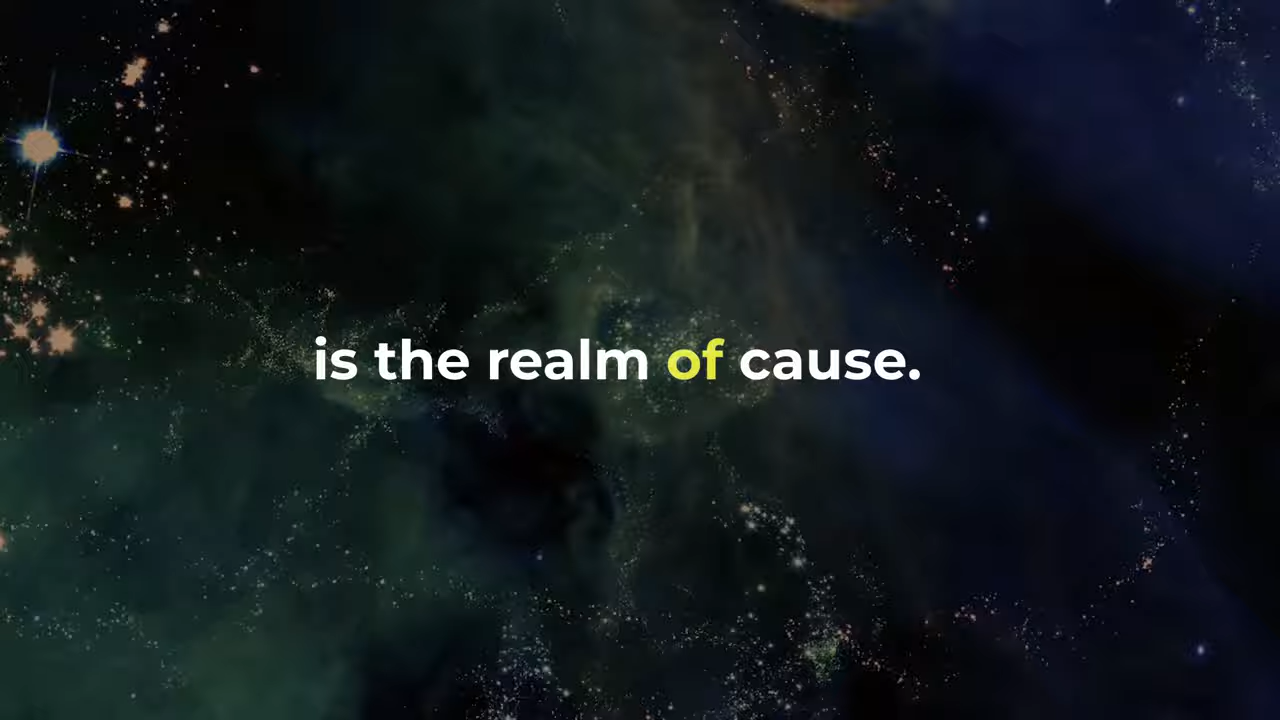 is the realm of cause.